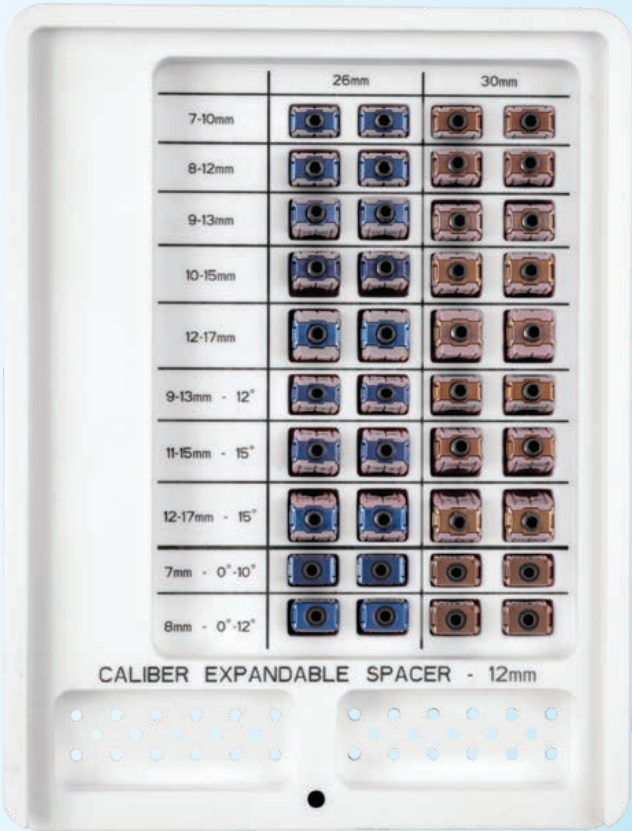 26mm 30mm
7-10mm
8-12mm
9-13mm
10-15mm
12-17mm
9-13mm - 12°
11-15mm - 15°
12-17mm - 15°
7mm - 0°-10°
8mm - 0°-12°
CALIBER EXPANDABLE SPACER - 12mm